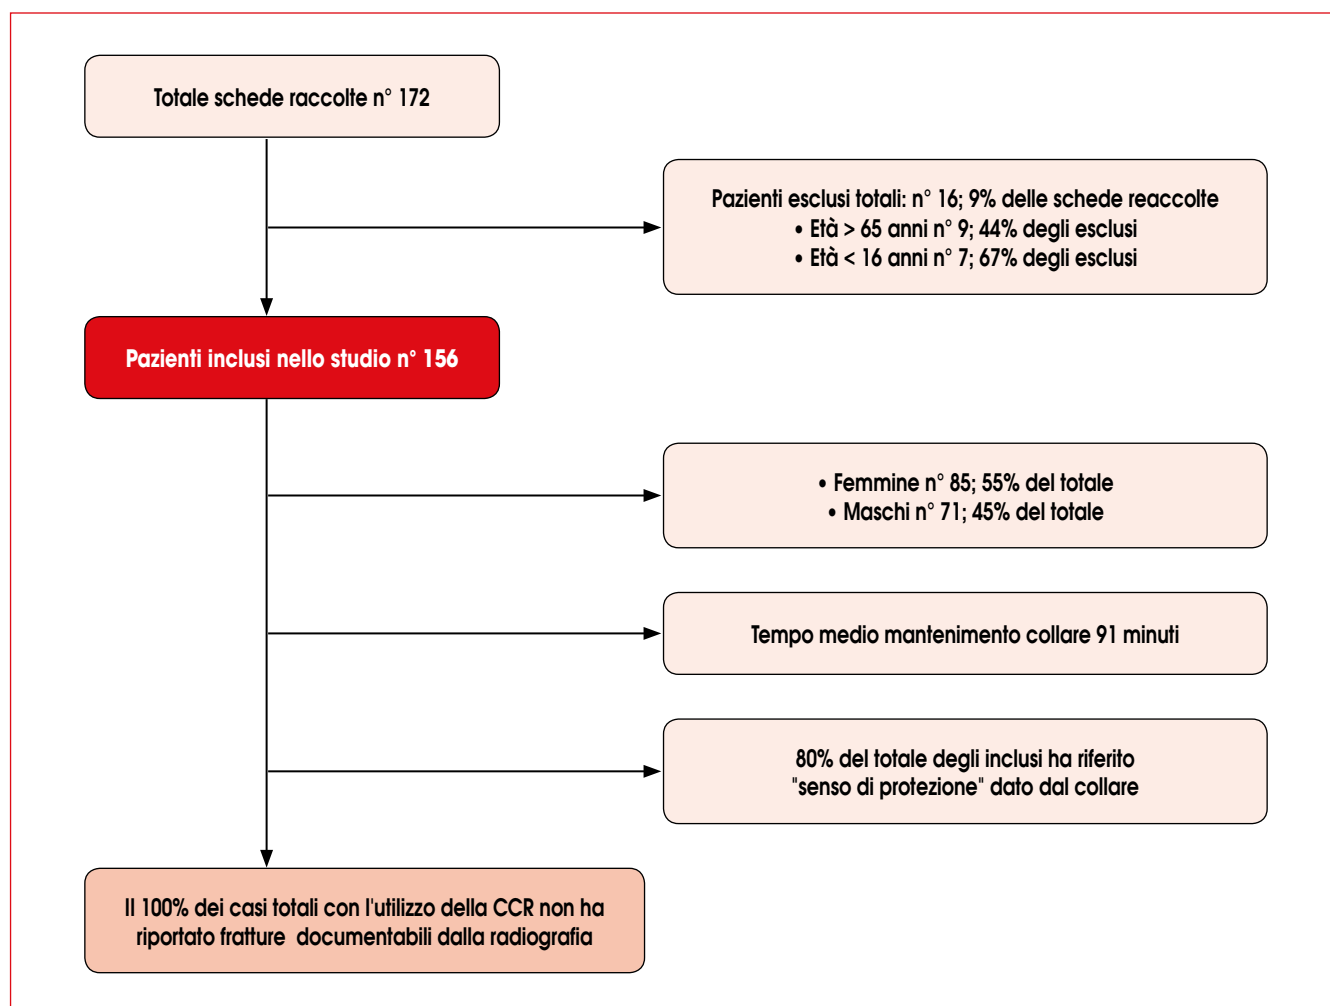 Totale schede raccolte n° 172
Pazienti esclusi totali: n° 16; 9% delle schede reaccolte
• Età > 65 anni n° 9; 44% degli esclusi
• Età < 16 anni n° 7; 67% degli esclusi
Pazienti inclusi nello studio n° 156
• Femmine n° 85; 55% del totale
• Maschi n° 71; 45% del totale
Tempo medio mantenimento collare 91 minuti
80% del totale degli inclusi ha riferito
"senso di protezione" dato dal collare
Il 100% dei casi totali con l'utilizzo della CCR non ha
riportato fratture documentabili dalla radiografia